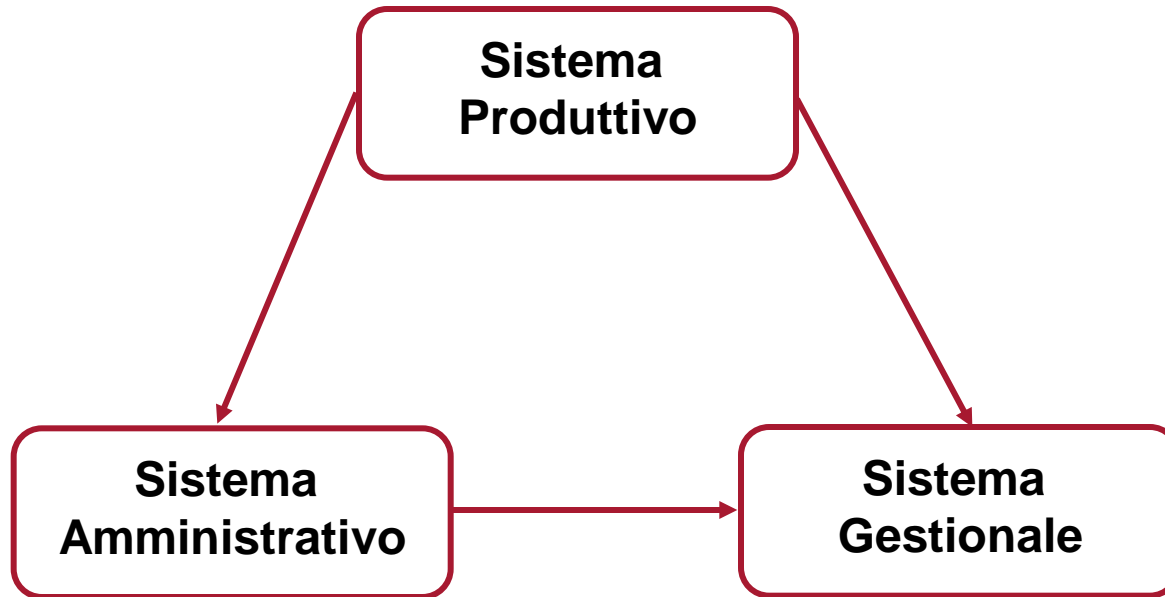 Sistema
Produttivo
Sistema
Amministrativo
Sistema
Gestionale